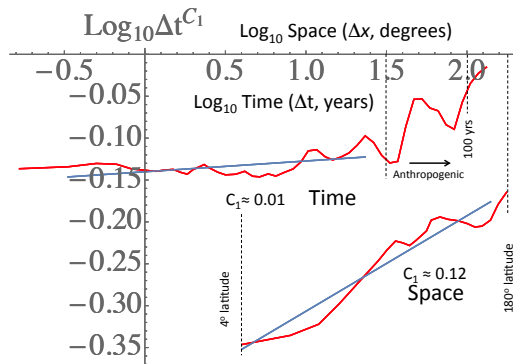 Log₁₀Δt^C₁
Log₁₀ Space (Δx, degrees)
−0.5 0.5 1.0 1.5 2.0
−0.05
Log₁₀ Time (Δt, years)
−0.10
100 yrs
Anthropogenic
−0.15
Time
C₁≈ 0.01
−0.20
−0.25
C₁ ≈ 0.12
Space
−0.30
4º latitude
180º latitude
−0.35